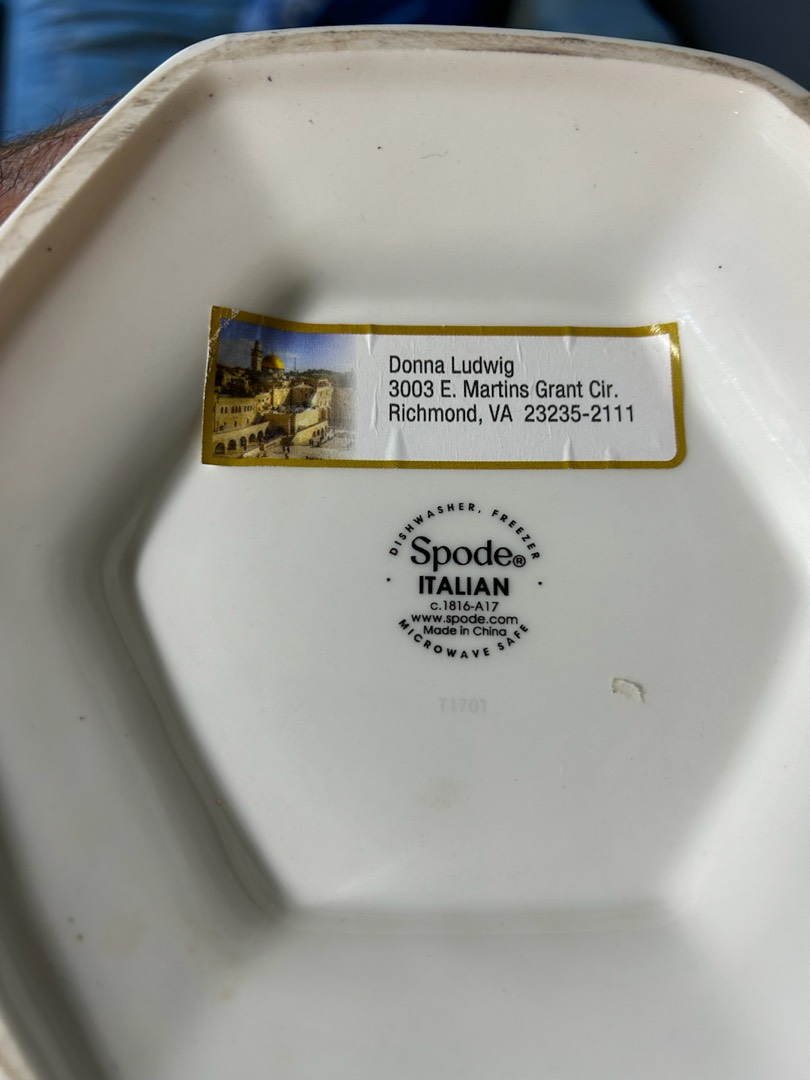 Donna Ludwig
3003 E. Martins Grant Cir.
Richmond, VA 23235-2111
DISHWASHER, FREEZER
Spode®
ITALIAN
c.1816-A17
www.spode.com
Made in China
MICROWAVE SAFE
T1701